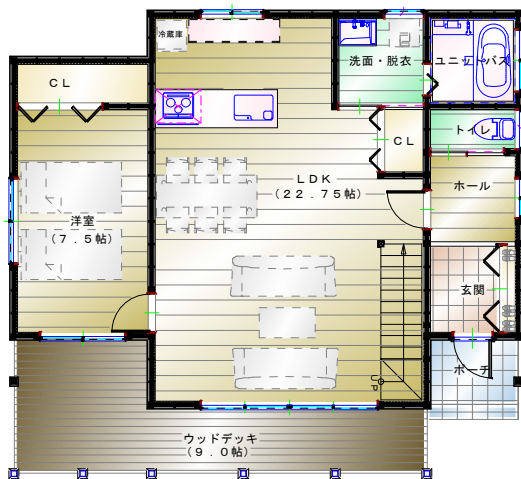 冷蔵庫
洗面・脱衣
ユニットバス
ＣＬ
ＣＬ
トイレ
ＬＤＫ
（２２．７５帖）
ホール
洋室
（７．５帖）
玄関
ポーチ
ＵＰ
ウッドデッキ
（９．０帖）